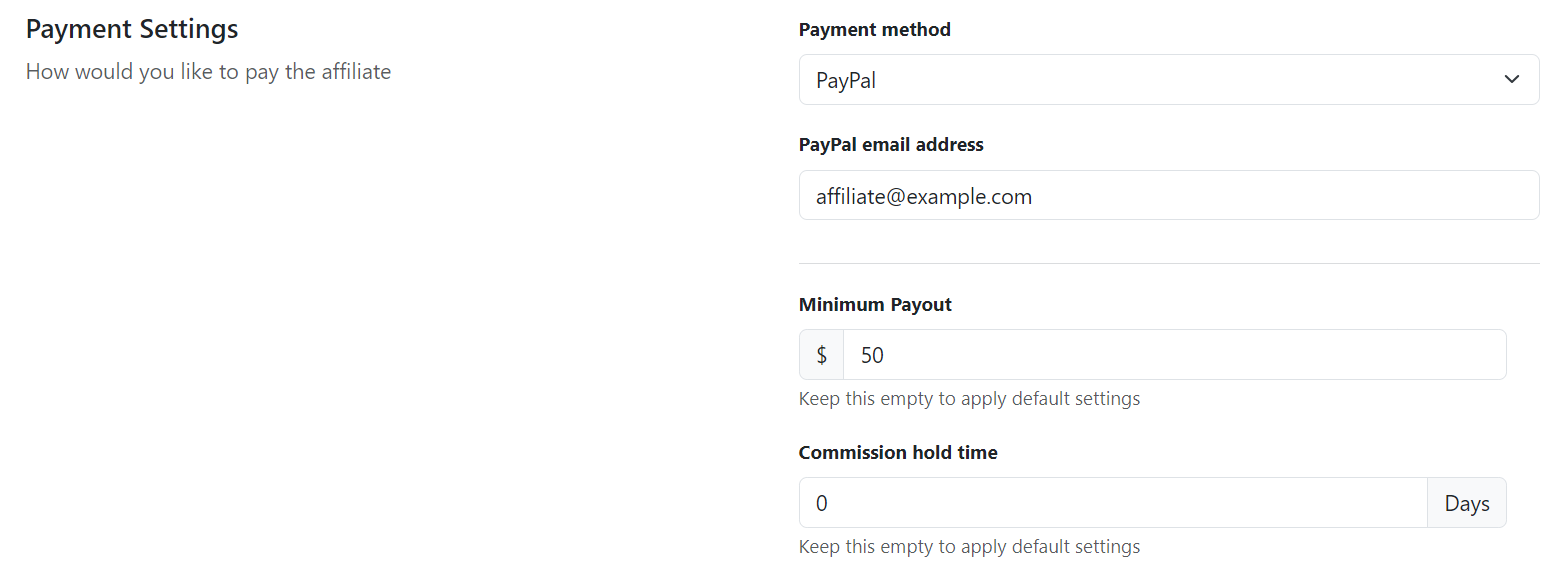 Payment Settings
How would you like to pay the affiliate
Payment method
PayPal
PayPal email address
affiliate@example.com
Minimum Payout
$ 50
Keep this empty to apply default settings
Commission hold time
0 Days
Keep this empty to apply default settings